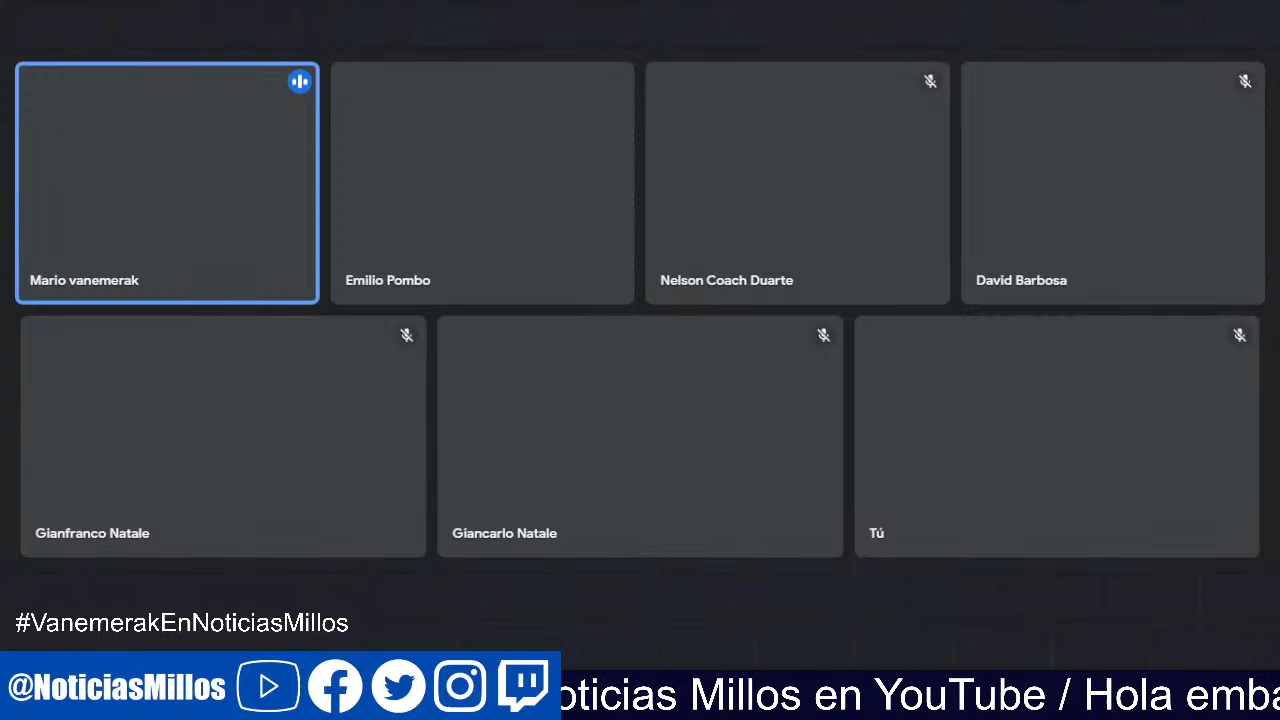 Mario vanemerak
Emilio Pombo
Nelson Coach Duarte
David Barbosa
Gianfranco Natale
Giancarlo Natale
Tú
#VanemerakEnNoticiasMillos
@NoticiasMillos
oticias Millos en YouTube / Hola emba